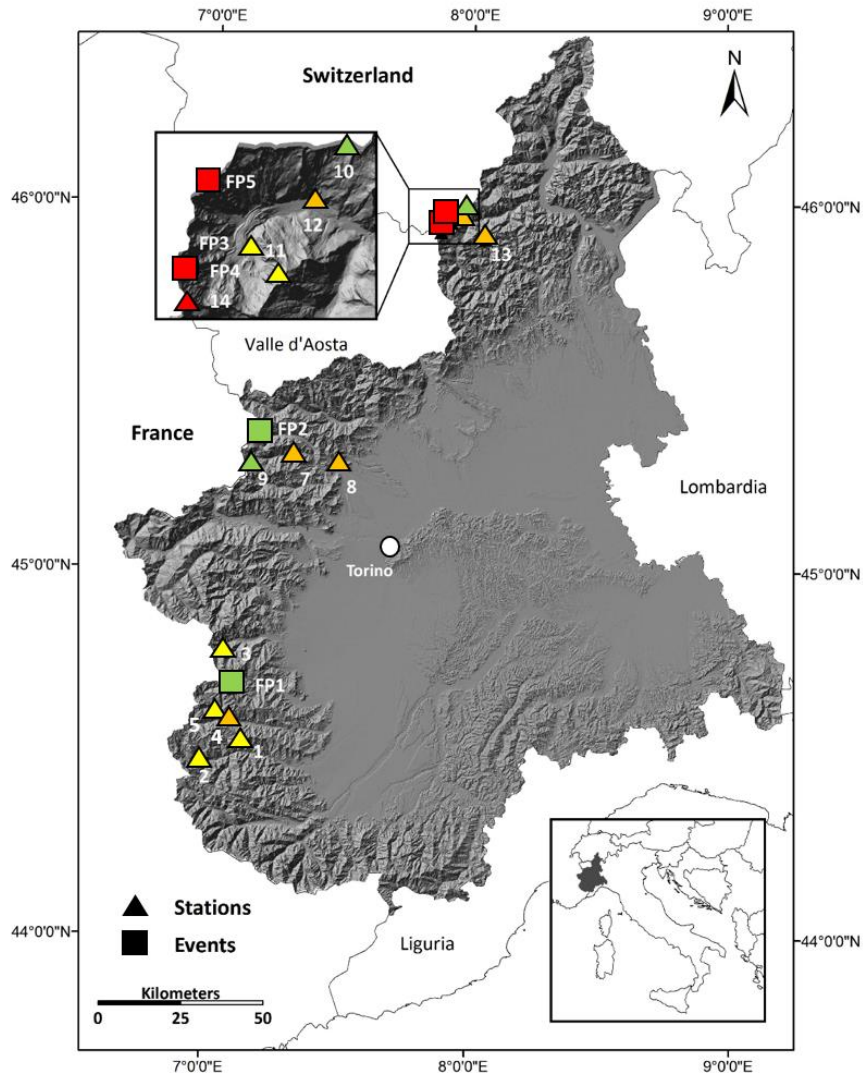 7°0'0"E 8°0'0"E 9°0'0"E
Switzerland
N
10
FP5
46°0'0"N 46°0'0"N
12
FP3
11
FP4
13
14
Valle d'Aosta
France
FP2
9 7 8
Lombardia
45°0'0"N 45°0'0"N
Torino
3
FP1
5
4 1
2
Stations
Events
44°0'0"N 44°0'0"N
Liguria
Kilometers
0 25 50
7°0'0"E 8°0'0"E 9°0'0"E